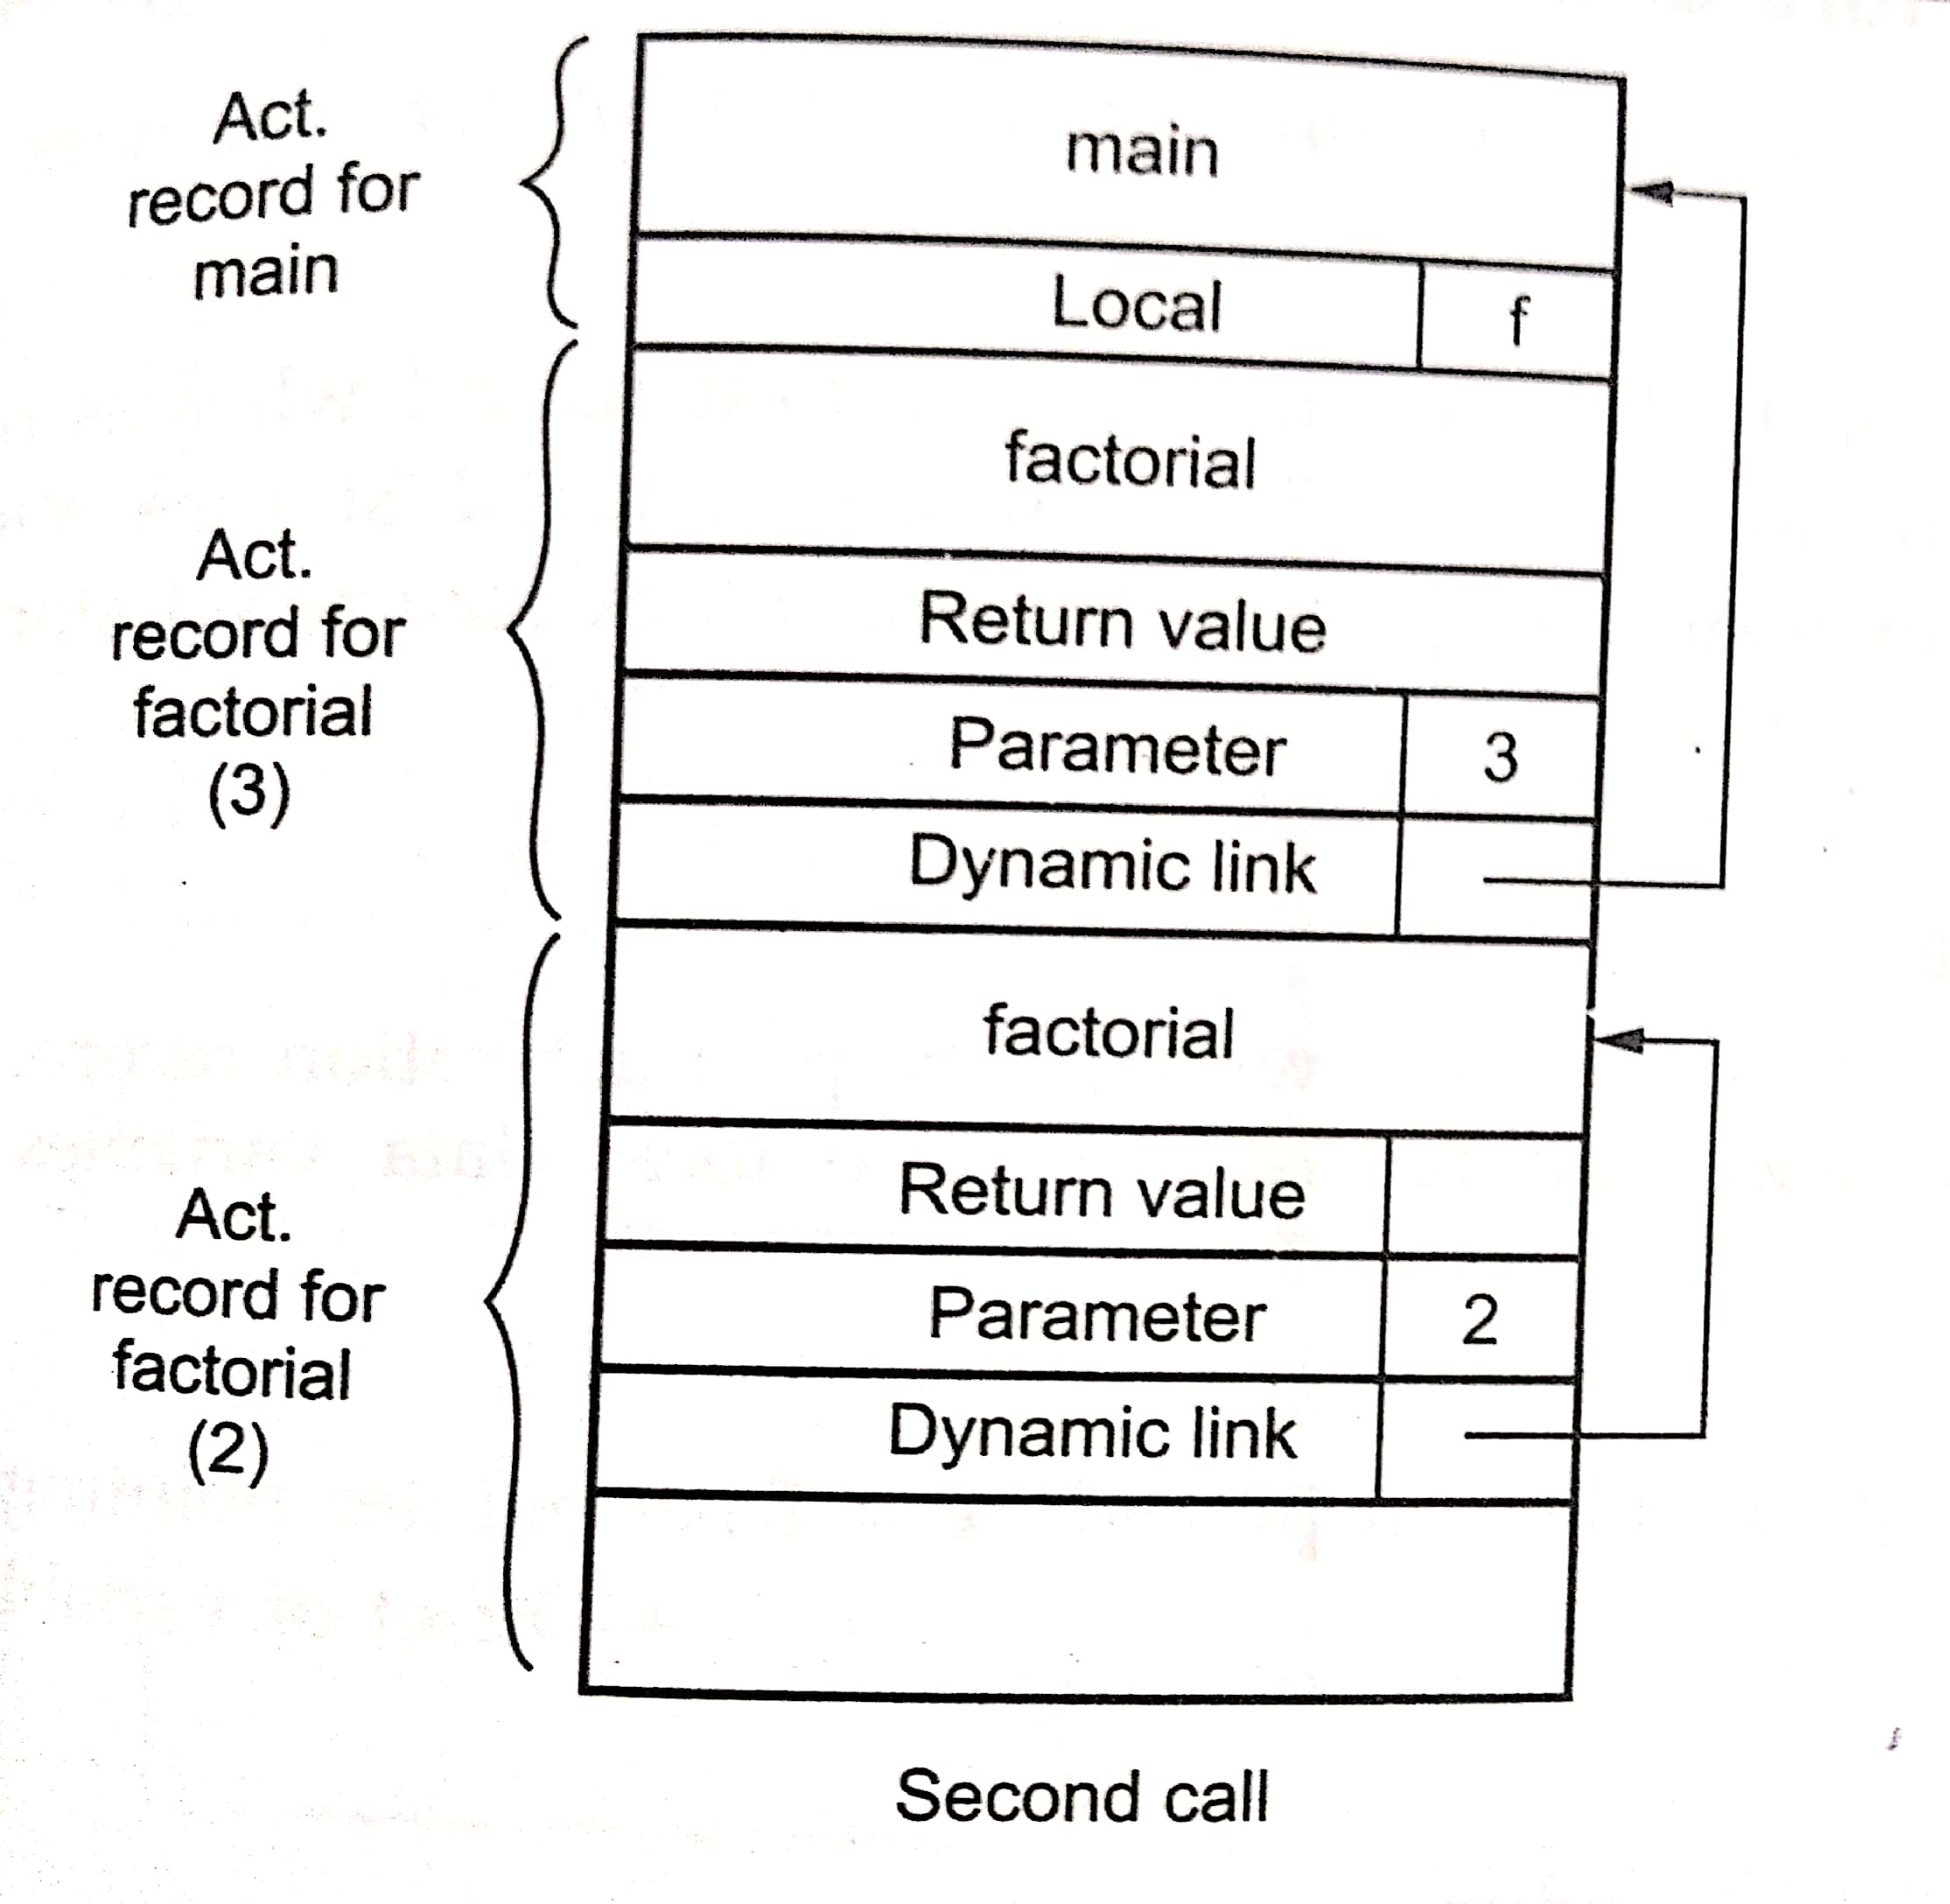 Act.
record for
main
main
Local f
Act.
record for
factorial
(3)
factorial
Return value
Parameter 3
Dynamic link
Act.
record for
factorial
(2)
factorial
Return value
Parameter 2
Dynamic link
Second call